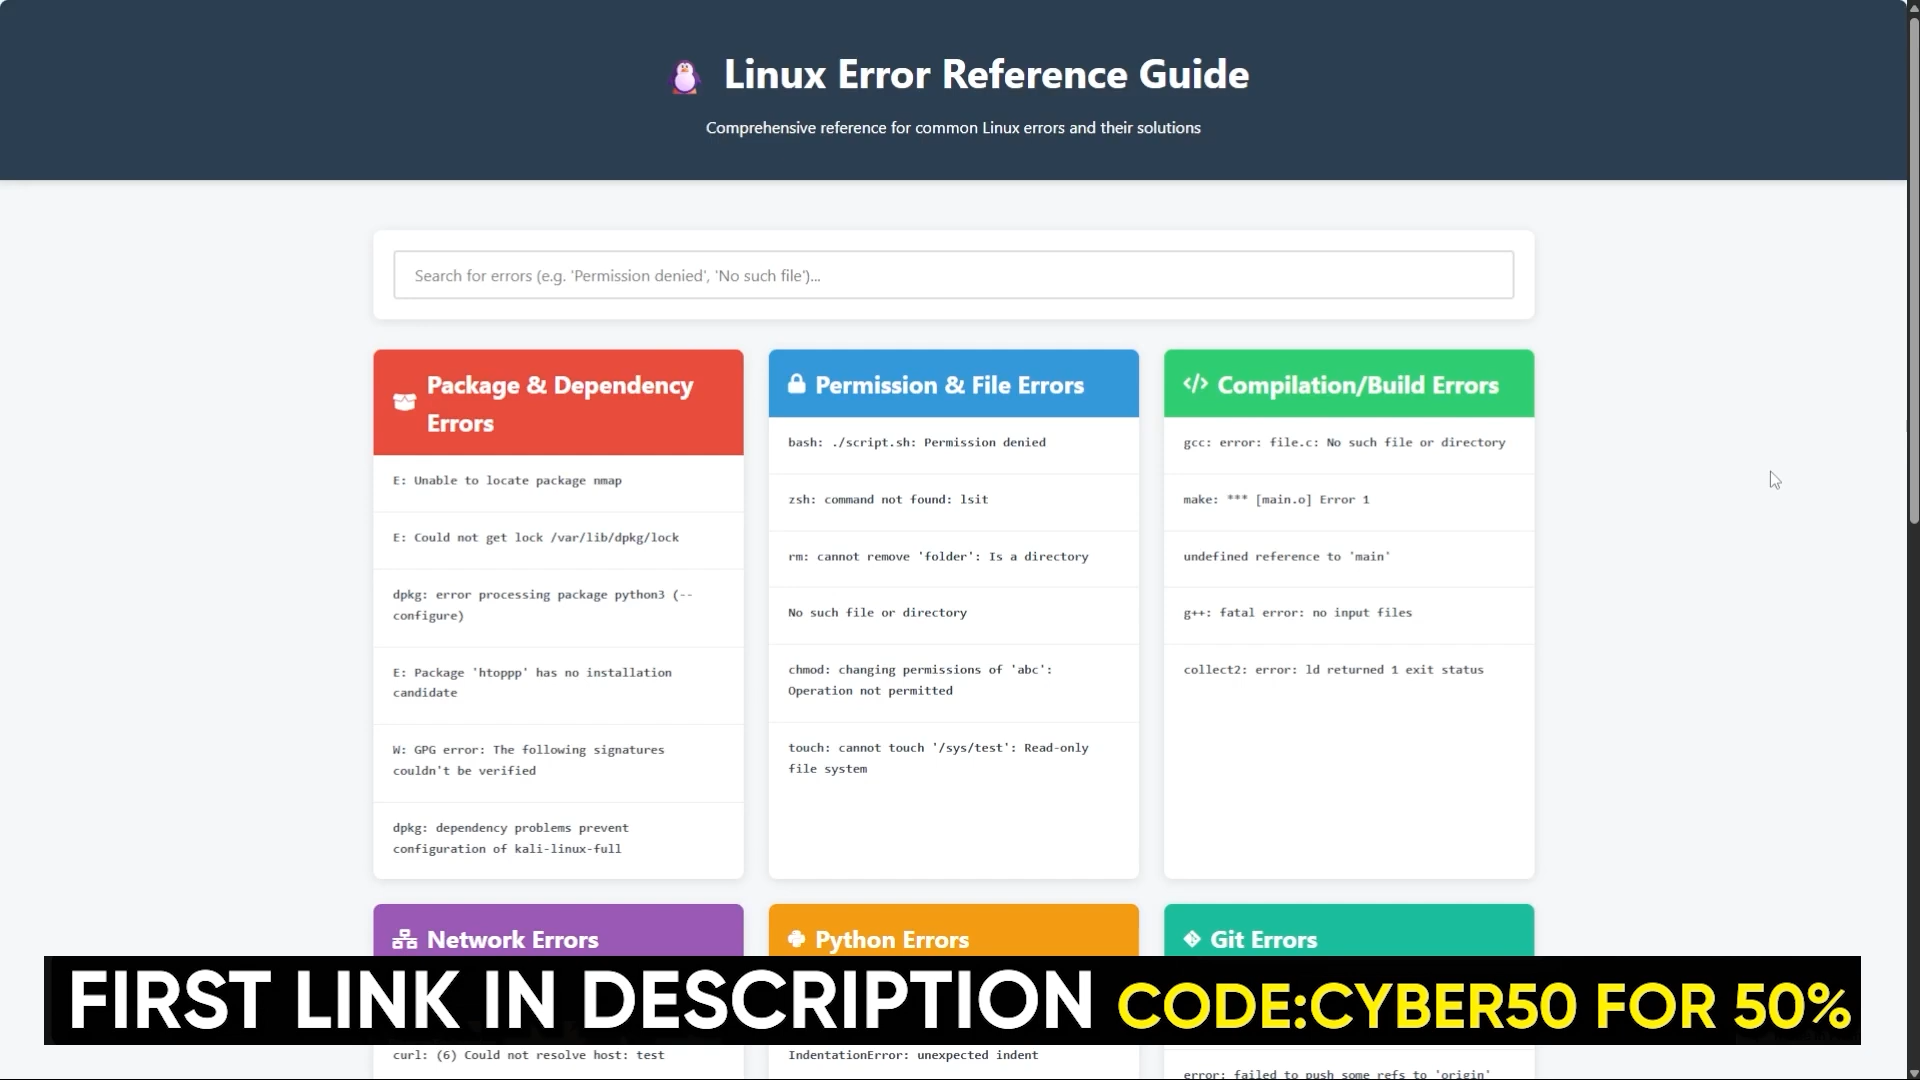 Linux Error Reference Guide
Comprehensive reference for common Linux errors and their solutions
Search for errors (e.g. 'Permission denied', 'No such file')...
Package & Dependency
Errors
E: Unable to locate package nmap
E: Could not get lock /var/lib/dpkg/lock
dpkg: error processing package python3 (--
configure)
E: Package 'htoppp' has no installation
candidate
W: GPG error: The following signatures
couldn't be verified
dpkg: dependency problems prevent
configuration of kali-linux-full
Permission & File Errors
bash: ./script.sh: Permission denied
zsh: command not found: lsit
rm: cannot remove 'folder': Is a directory
No such file or directory
chmod: changing permissions of 'abc':
Operation not permitted
touch: cannot touch '/sys/test': Read-only
file system
</> Compilation/Build Errors
gcc: error: file.c: No such file or directory
make: *** [main.o] Error 1
undefined reference to 'main'
g++: fatal error: no input files
collect2: error: ld returned 1 exit status
Network Errors
Python Errors
Git Errors
FIRST LINK IN DESCRIPTION CODE:CYBER50 FOR 50%
curl: (6) Could not resolve host: test
IndentationError: unexpected indent
error: failed to push some refs to 'origin'